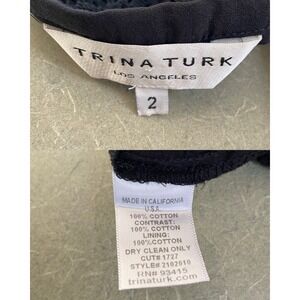 TRINA TURK
LOS ANGELES
2
MADE IN CALIFORNIA
U.S.A.
100% COTTON
CONTRAST:
100% COTTON
LINING:
100%COTTON
DRY CLEAN ONLY
CUT# 1727
STYLE# 2102510
RN# 93415
trinaturk.com